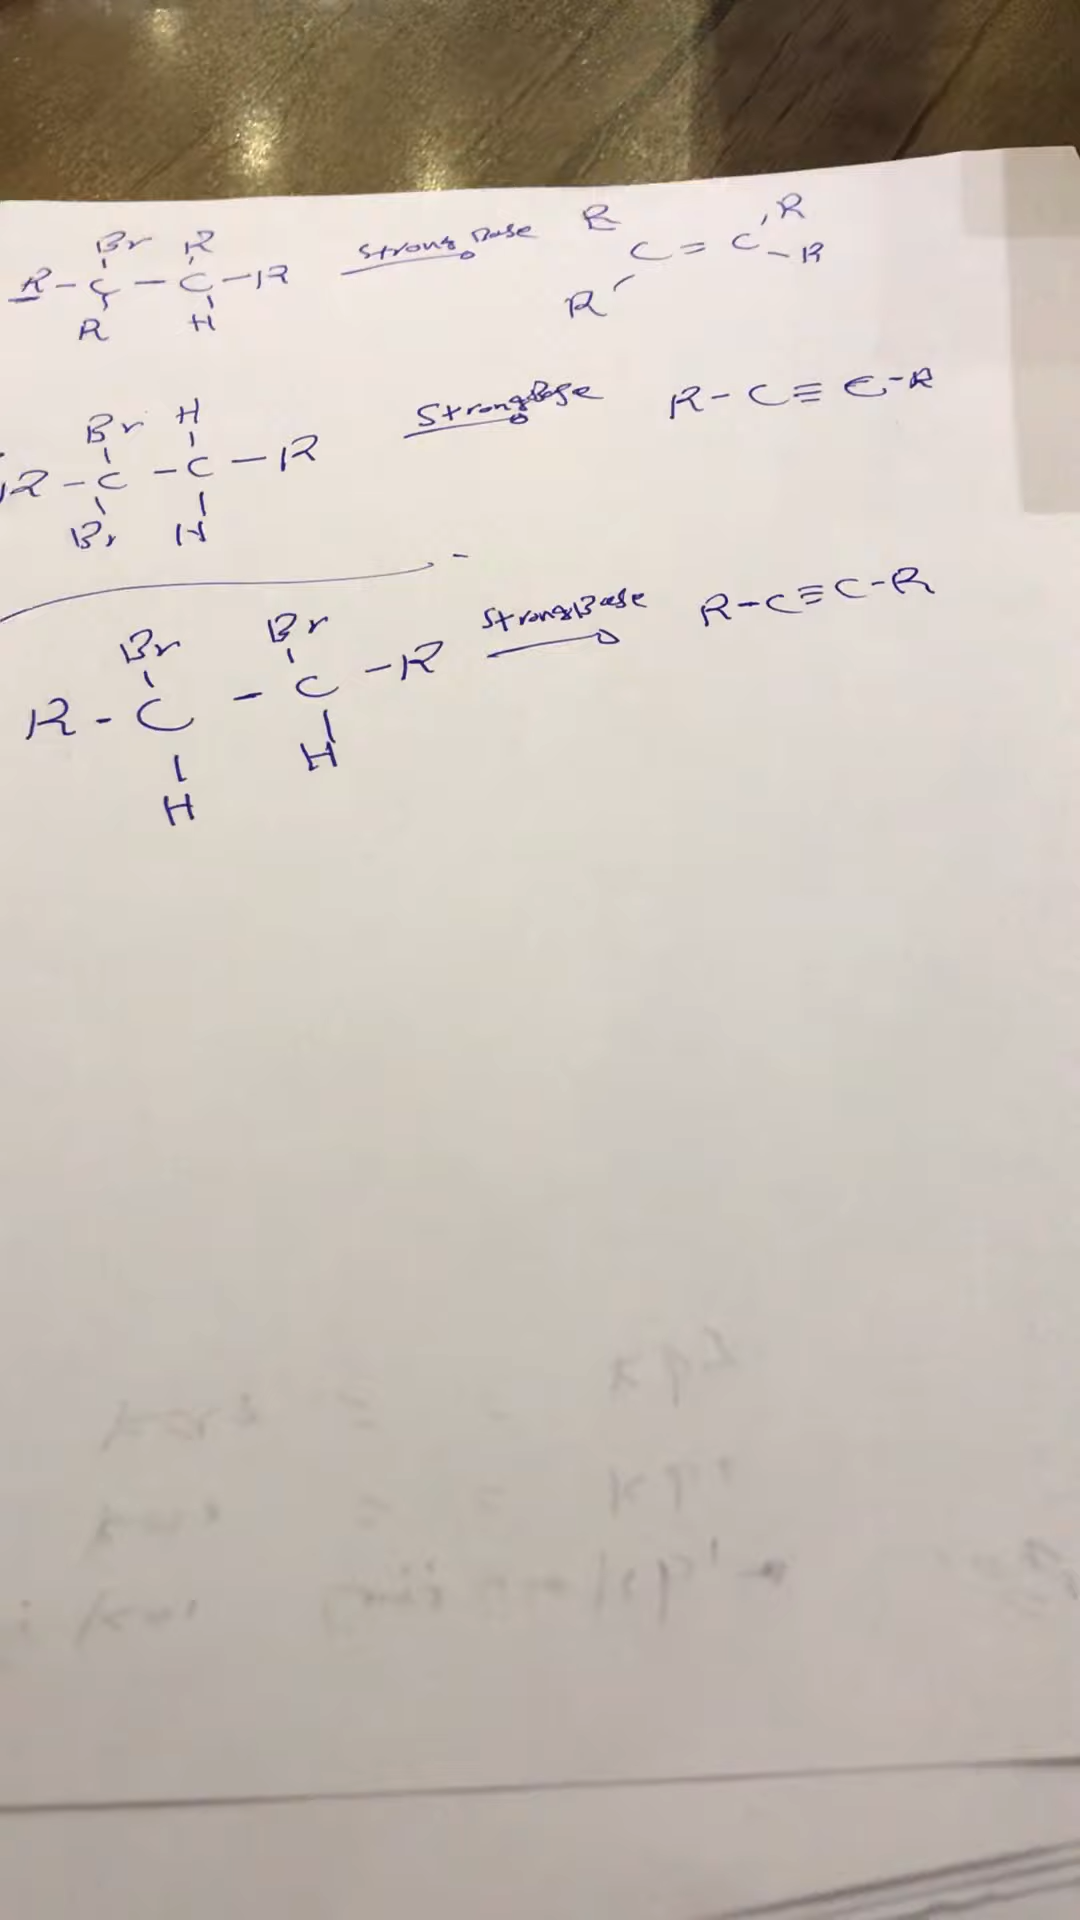 Br R
R - C - C - R Strong Base R C = C R
R H R R
Br H
R - C - C - R Strong Base R - C ≡ C - R
Br H
Br Br
R - C - C - R Strong Base R - C ≡ C - R
H H